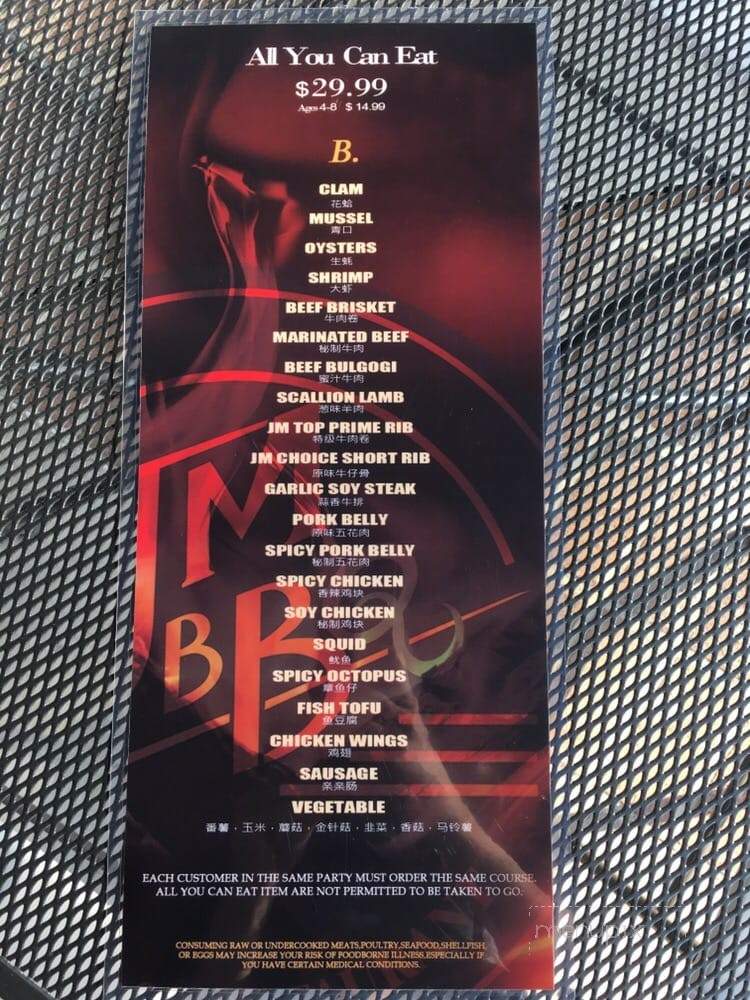 All You Can Eat
$29.99
Ages 4-8 $ 14.99
B.
CLAM
花蛤
MUSSEL
青口
OYSTERS
生蚝
SHRIMP
大虾
BEEF BRISKET
牛肉卷
MARINATED BEEF
秘制牛肉
BEEF BULGOGI
蜜汁牛肉
SCALLION LAMB
葱味羊肉
JM TOP PRIME RIB
特级牛肉卷
JM CHOICE SHORT RIB
原味牛仔骨
GARLIC SOY STEAK
蒜香牛排
PORK BELLY
原味五花肉
SPICY PORK BELLY
秘制五花肉
SPICY CHICKEN
香辣鸡块
SOY CHICKEN
秘制鸡块
SQUID
鱿鱼
SPICY OCTOPUS
章鱼仔
FISH TOFU
鱼豆腐
CHICKEN WINGS
鸡翅
SAUSAGE
亲亲肠
VEGETABLE
番薯 · 玉米 · 蘑菇 · 金针菇 · 韭菜 · 香菇 · 马铃薯
JM
BBQ
EACH CUSTOMER IN THE SAME PARTY MUST ORDER THE SAME COURSE.
ALL YOU CAN EAT ITEM ARE NOT PERMITTED TO BE TAKEN TO GO.
CONSUMING RAW OR UNDERCOOKED MEATS,POULTRY,SEAFOOD,SHELLFISH,
OR EGGS MAY INCREASE YOUR RISK OF FOODBORNE ILLNESS,ESPECIALLY IF
YOU HAVE CERTAIN MEDICAL CONDITIONS.
menupix